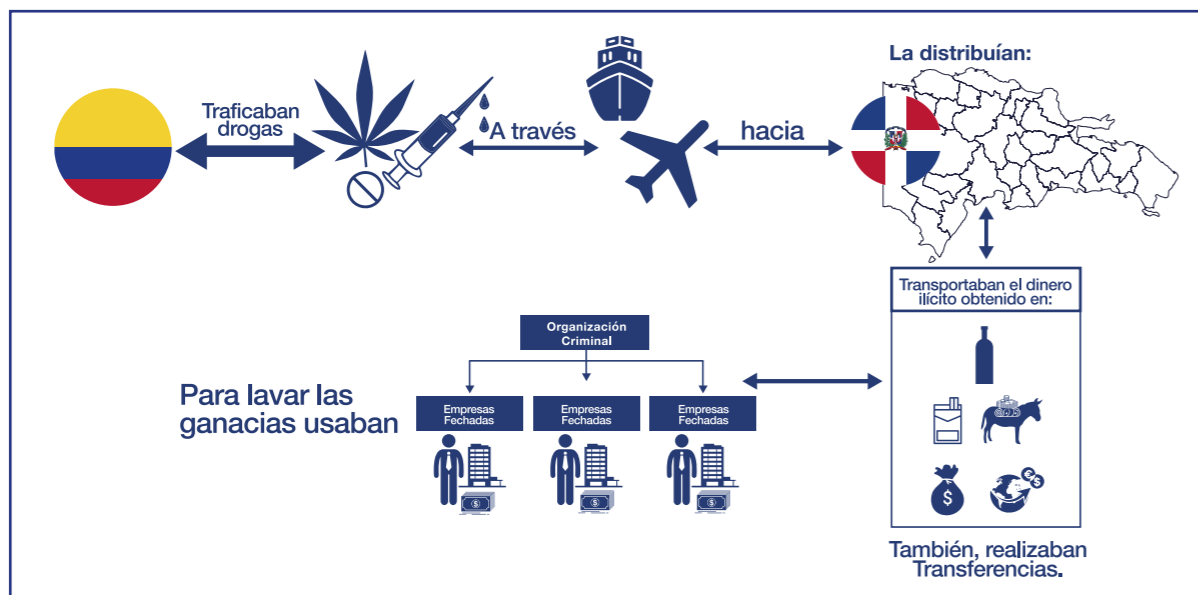 Traficaban
drogas
A través
hacia
La distribuían:
Transportaban el dinero
ilícito obtenido en:
Organización
Criminal
Para lavar las
ganacias usaban
Empresas
Fechadas
Empresas
Fechadas
Empresas
Fechadas
$
$
$
$
€
$
También, realizaban
Transferencias.